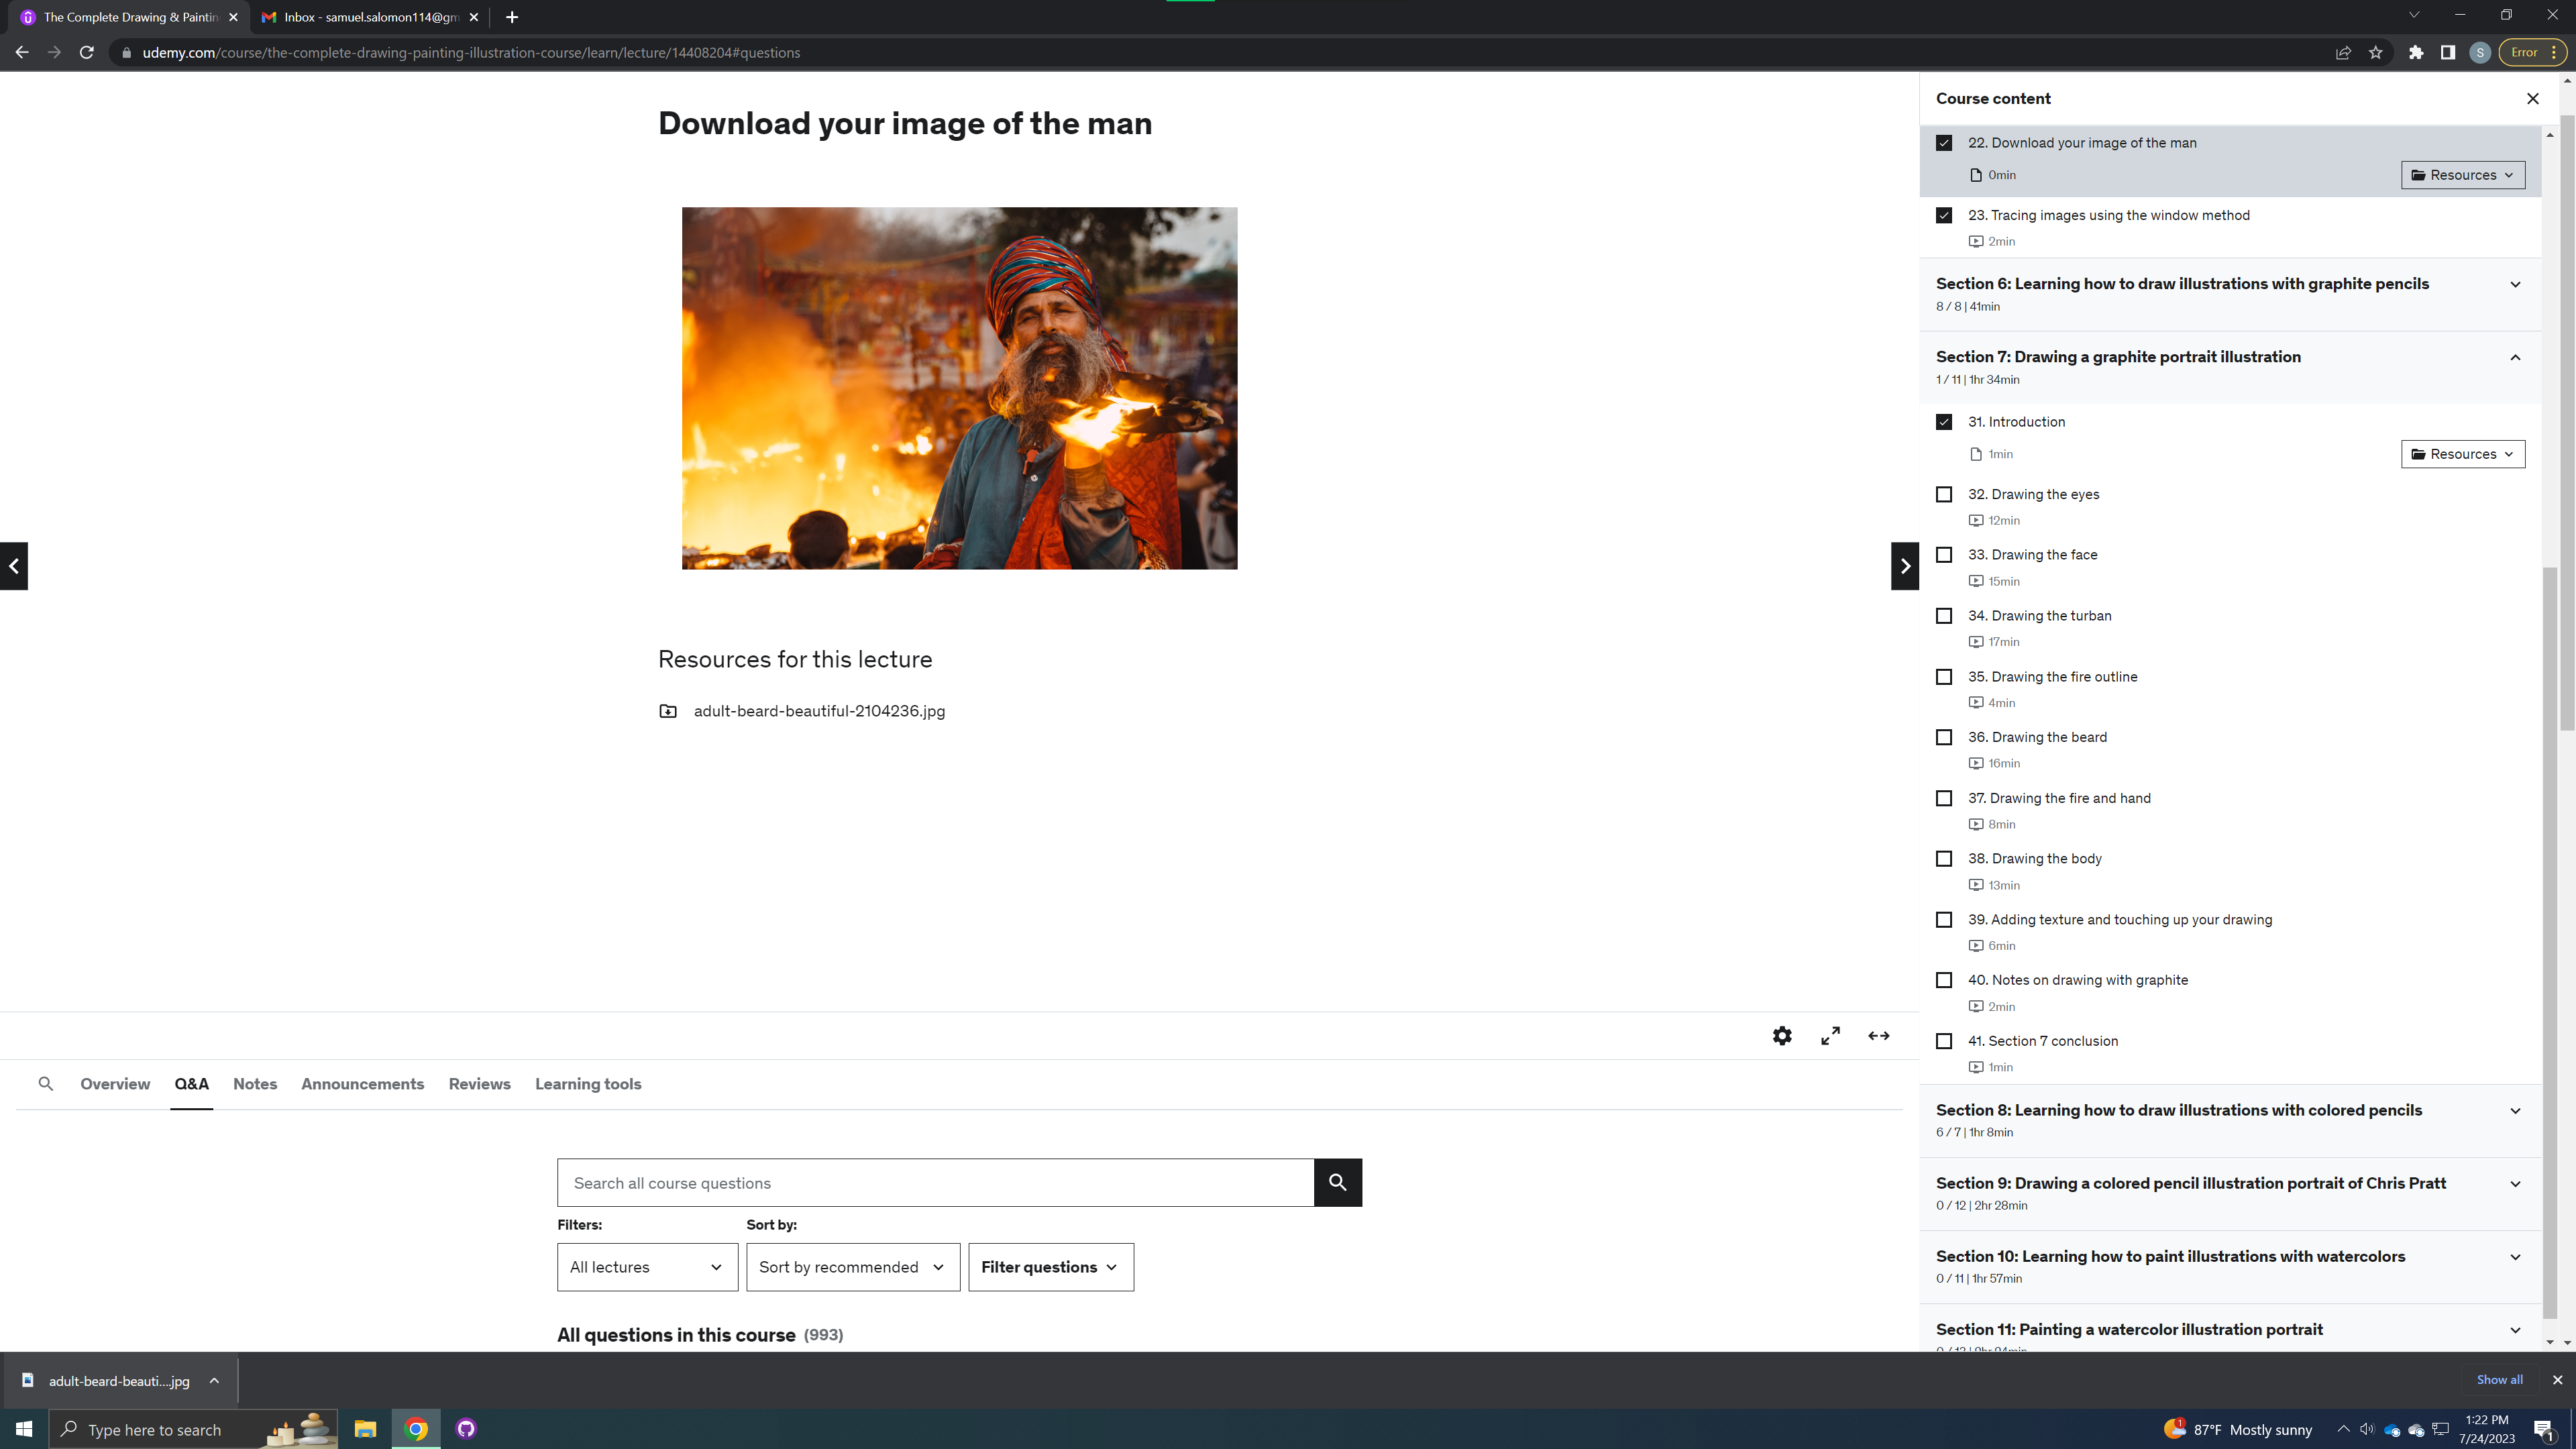 The Complete Drawing & Paintin
Inbox - samuel.salomon114@gm
udemy.com/course/the-complete-drawing-painting-illustration-course/learn/lecture/14408204#questions
S
Error
Download your image of the man
Resources for this lecture
adult-beard-beautiful-2104236.jpg
Course content
22. Download your image of the man
0min
Resources
23. Tracing images using the window method
2min
Section 6: Learning how to draw illustrations with graphite pencils
8 / 8 | 41min
Section 7: Drawing a graphite portrait illustration
1 / 11 | 1hr 34min
31. Introduction
1min
Resources
32. Drawing the eyes
12min
33. Drawing the face
15min
34. Drawing the turban
17min
35. Drawing the fire outline
4min
36. Drawing the beard
16min
37. Drawing the fire and hand
8min
38. Drawing the body
13min
39. Adding texture and touching up your drawing
6min
40. Notes on drawing with graphite
2min
41. Section 7 conclusion
1min
Section 8: Learning how to draw illustrations with colored pencils
6 / 7 | 1hr 8min
Section 9: Drawing a colored pencil illustration portrait of Chris Pratt
0 / 12 | 2hr 28min
Section 10: Learning how to paint illustrations with watercolors
0 / 11 | 1hr 57min
Section 11: Painting a watercolor illustration portrait
Overview Q&A Notes Announcements Reviews Learning tools
Search all course questions
Filters: Sort by:
All lectures Sort by recommended Filter questions
All questions in this course (993)
adult-beard-beauti....jpg
Show all
Type here to search
1
87°F Mostly sunny
1:22 PM
7/24/2023
1